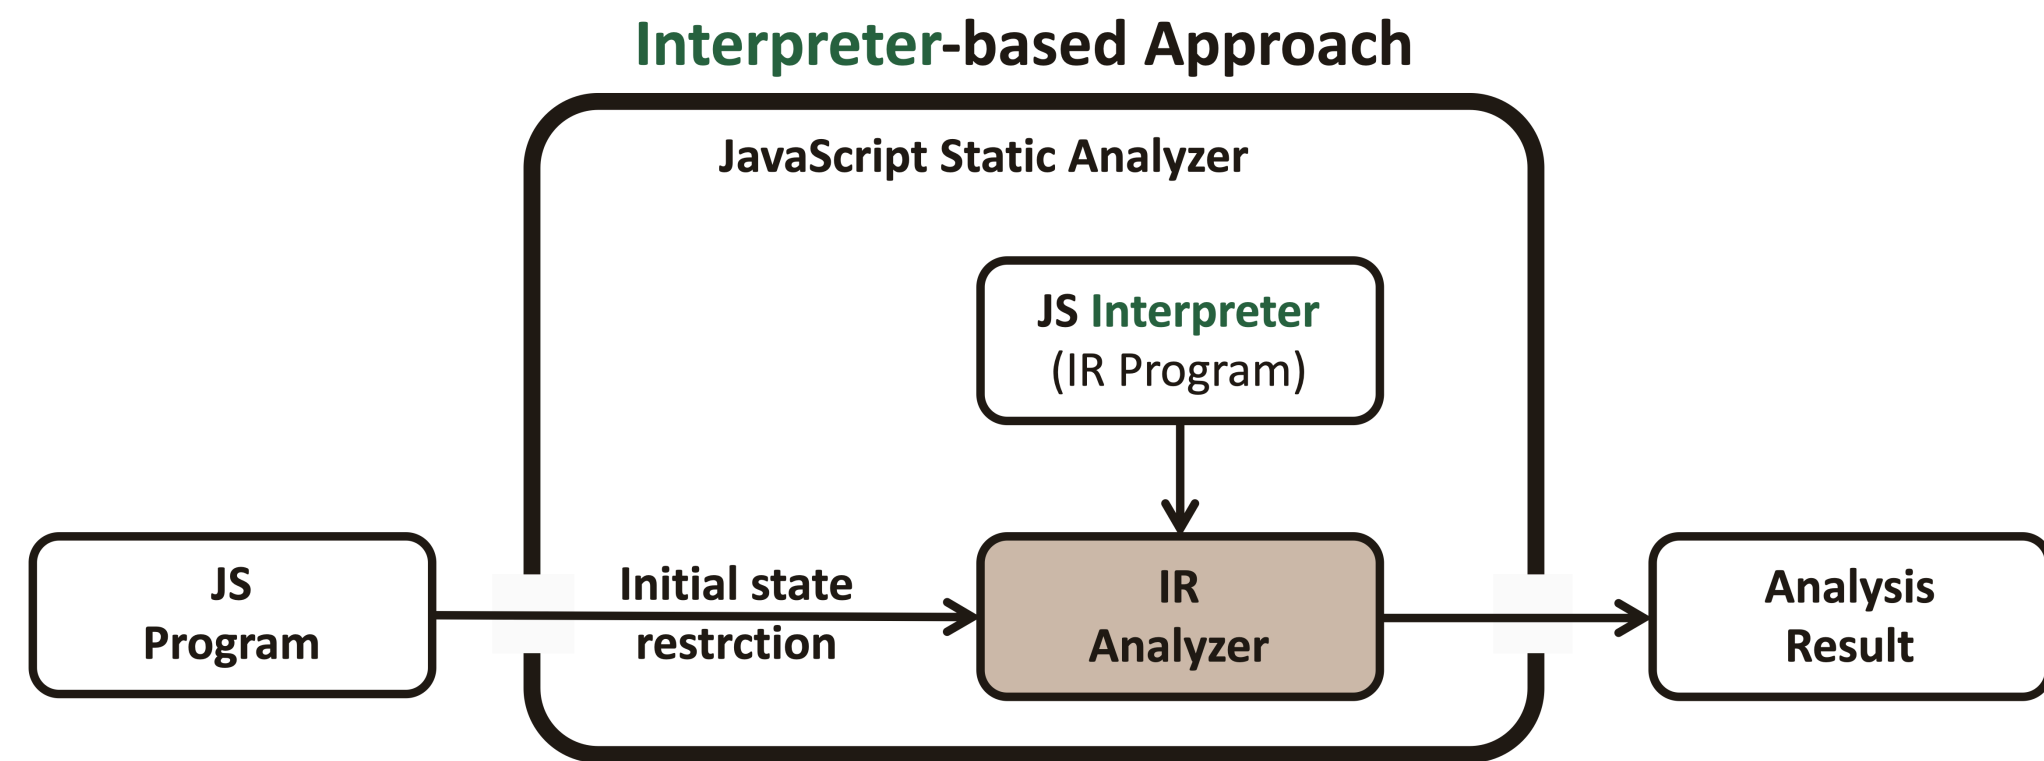 Interpreter-based Approach
JavaScript Static Analyzer
JS Interpreter
(IR Program)
JS
Program
Initial state
restrction
IR
Analyzer
Analysis
Result